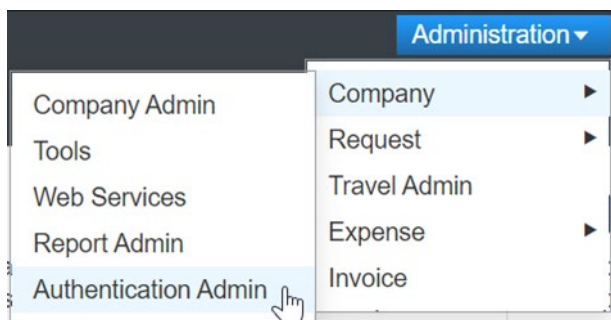 Administration
Company
Request
Travel Admin
Expense
Invoice
Company Admin
Tools
Web Services
Report Admin
Authentication Admin